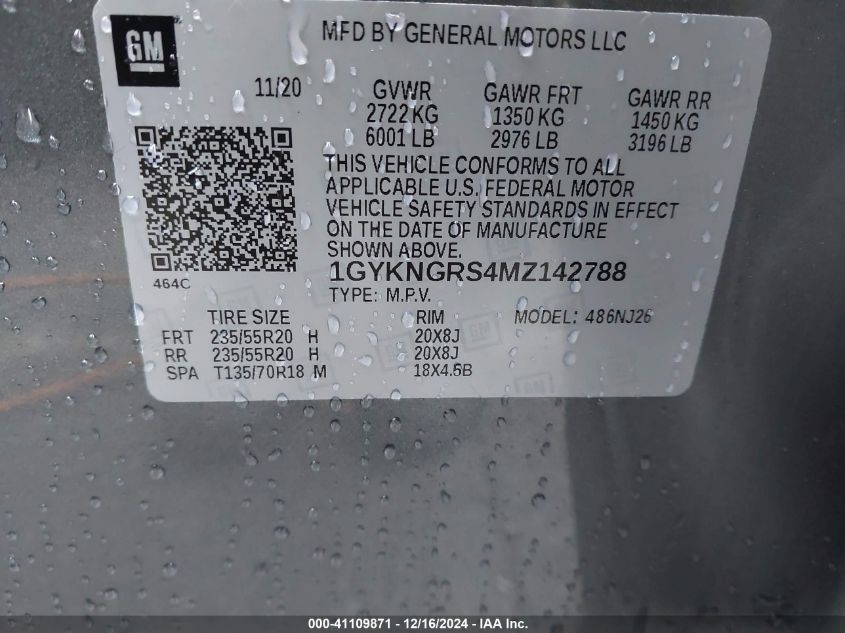 GM
MFD BY GENERAL MOTORS LLC
11/20
GVWR GAWR FRT GAWR RR
2722 KG 1350 KG 1450 KG
6001 LB 2976 LB 3196 LB
THIS VEHICLE CONFORMS TO ALL
APPLICABLE U.S. FEDERAL MOTOR
VEHICLE SAFETY STANDARDS IN EFFECT
ON THE DATE OF MANUFACTURE
SHOWN ABOVE.
464C
1GYKNGRS4MZ142788
TYPE: M.P.V.
TIRE SIZE RIM MODEL: 486NJ26
FRT 235/55R20 H 20X8J
RR 235/55R20 H 20X8J
SPA T135/70R18 M 18X4.5B
000-41109871 - 12/16/2024 - IAA Inc.